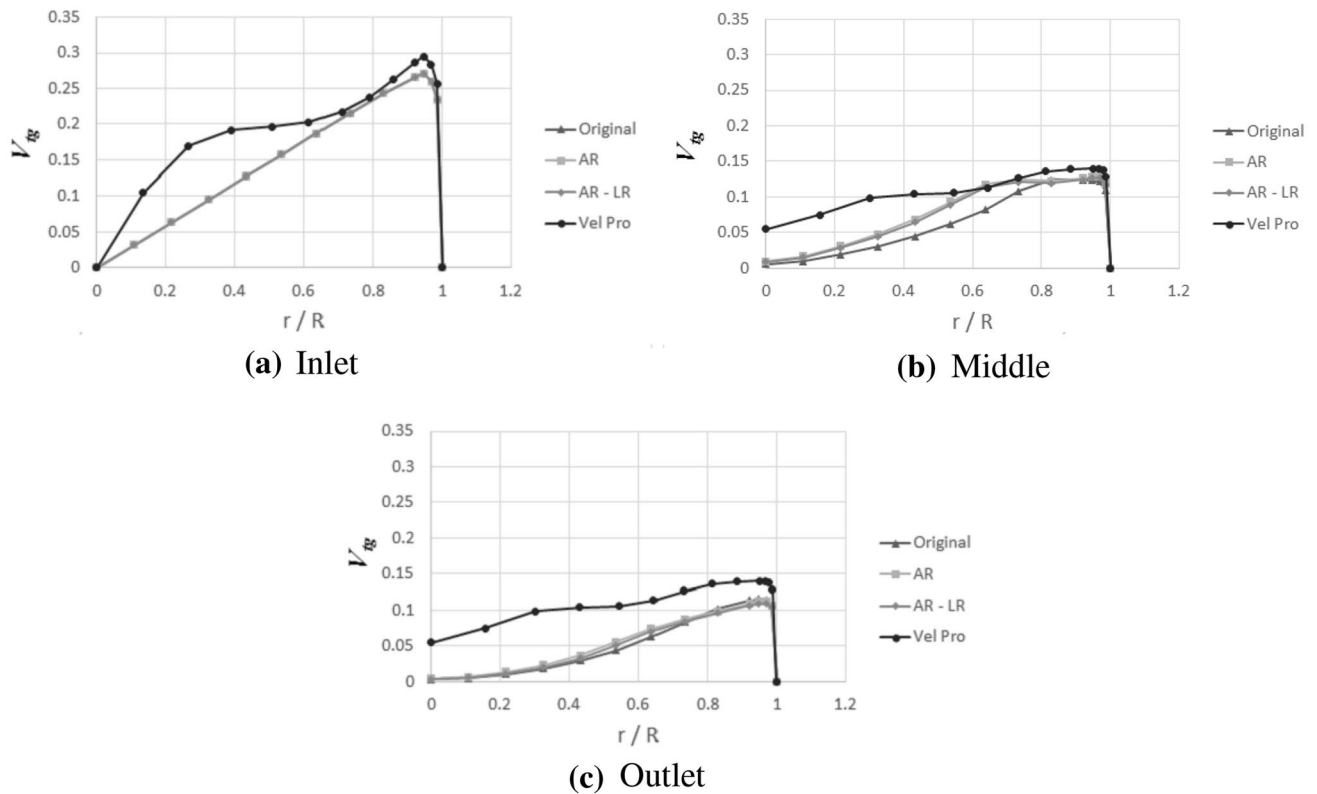 0.35
0.3
0.25
0.2
0.15
0.1
0.05
0
V_tg
0 0.2 0.4 0.6 0.8 1 1.2
r / R
Original
AR
AR - LR
Vel Pro
(a) Inlet
0.35
0.3
0.25
0.2
0.15
0.1
0.05
0
V_tg
0 0.2 0.4 0.6 0.8 1 1.2
r / R
Original
AR
AR - LR
Vel Pro
(b) Middle
0.35
0.3
0.25
0.2
0.15
0.1
0.05
0
V_tg
0 0.2 0.4 0.6 0.8 1 1.2
r / R
Original
AR
AR - LR
Vel Pro
(c) Outlet